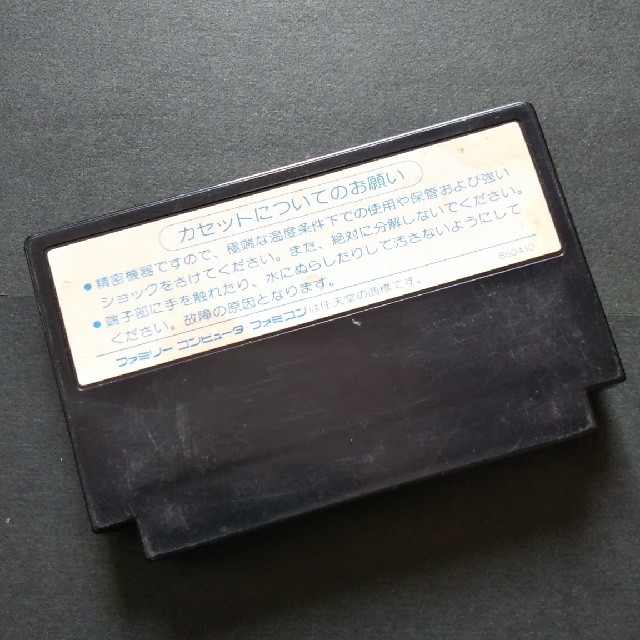 カセットについてのお願い
●精密機器ですので、極端な温度条件下での使用や保管および強い
ショックをさけてください。また、絶対に分解しないでください。
●端子部に手を触れたり、水にぬらしたりして汚さないようにして
ください。故障の原因となります。
ファミリーコンピュータ ファミコンは任天堂の商標です。